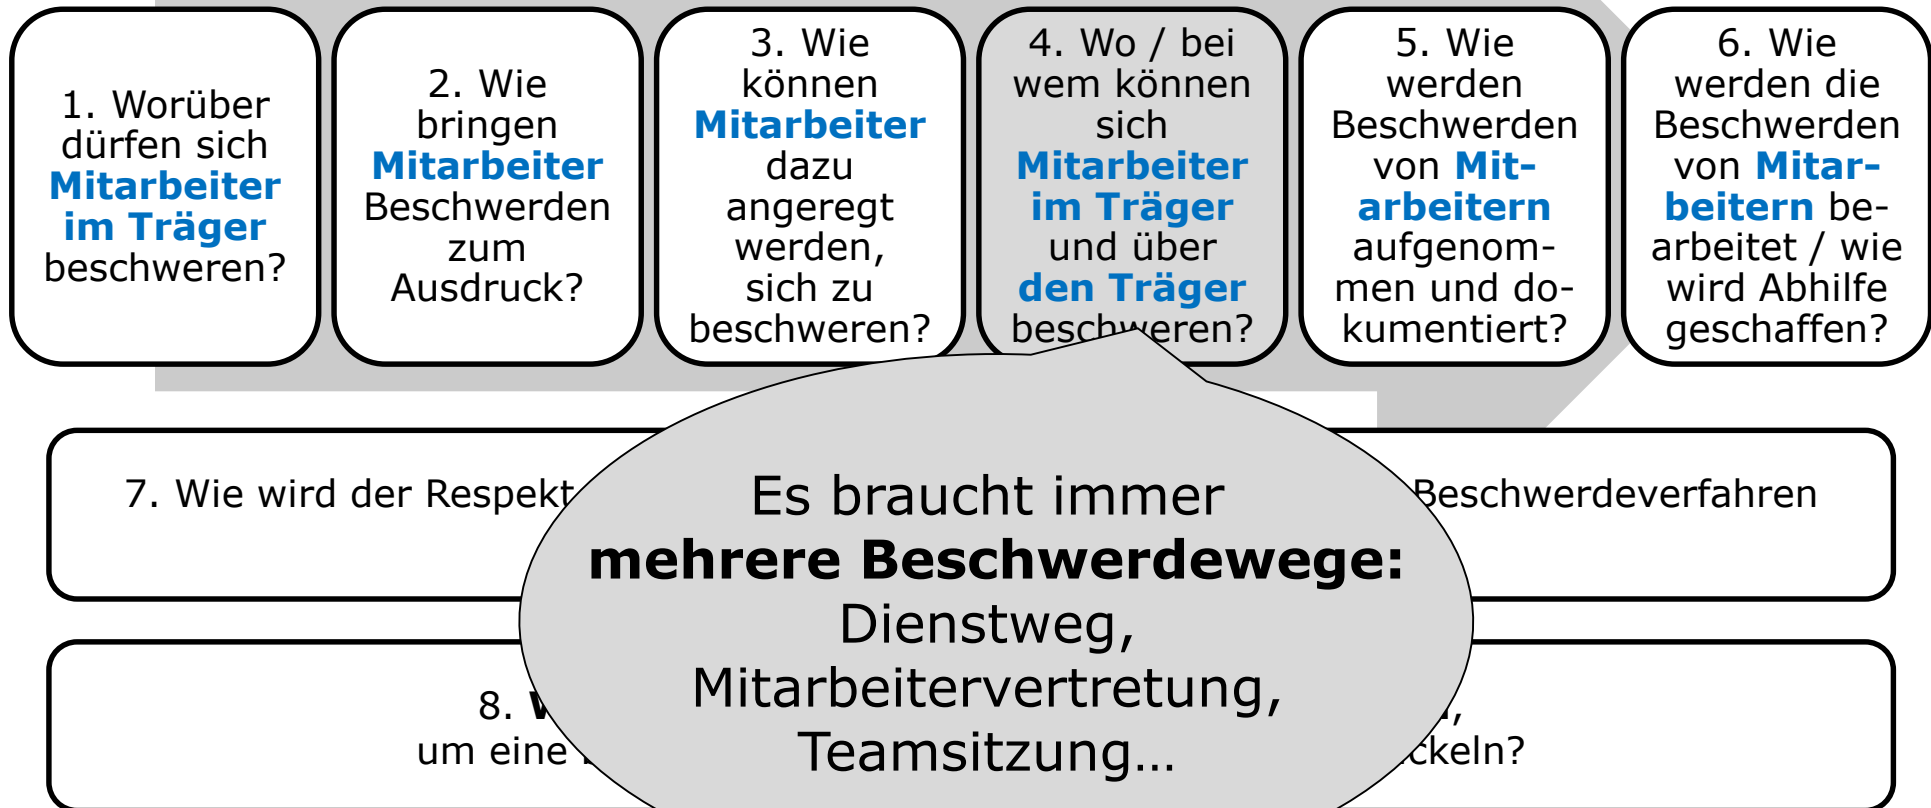 1. Worüber
dürfen sich
Mitarbeiter
im Träger
beschweren?
2. Wie
bringen
Mitarbeiter
Beschwerden
zum
Ausdruck?
3. Wie
können
Mitarbeiter
dazu
angeregt
werden,
sich zu
beschweren?
4. Wo / bei
wem können
sich
Mitarbeiter
im Träger
und über
den Träger
beschweren?
5. Wie
werden
Beschwerden
von Mit-
arbeitern
aufgenom-
men und do-
kumentiert?
6. Wie
werden die
Beschwerden
von Mitar-
beitern be-
arbeitet / wie
wird Abhilfe
geschaffen?
7. Wie wird der Respekt Beschwerdeverfahren
8.
um eine ckeln?
Es braucht immer
mehrere Beschwerdewege:
Dienstweg,
Mitarbeitervertretung,
Teamsitzung…